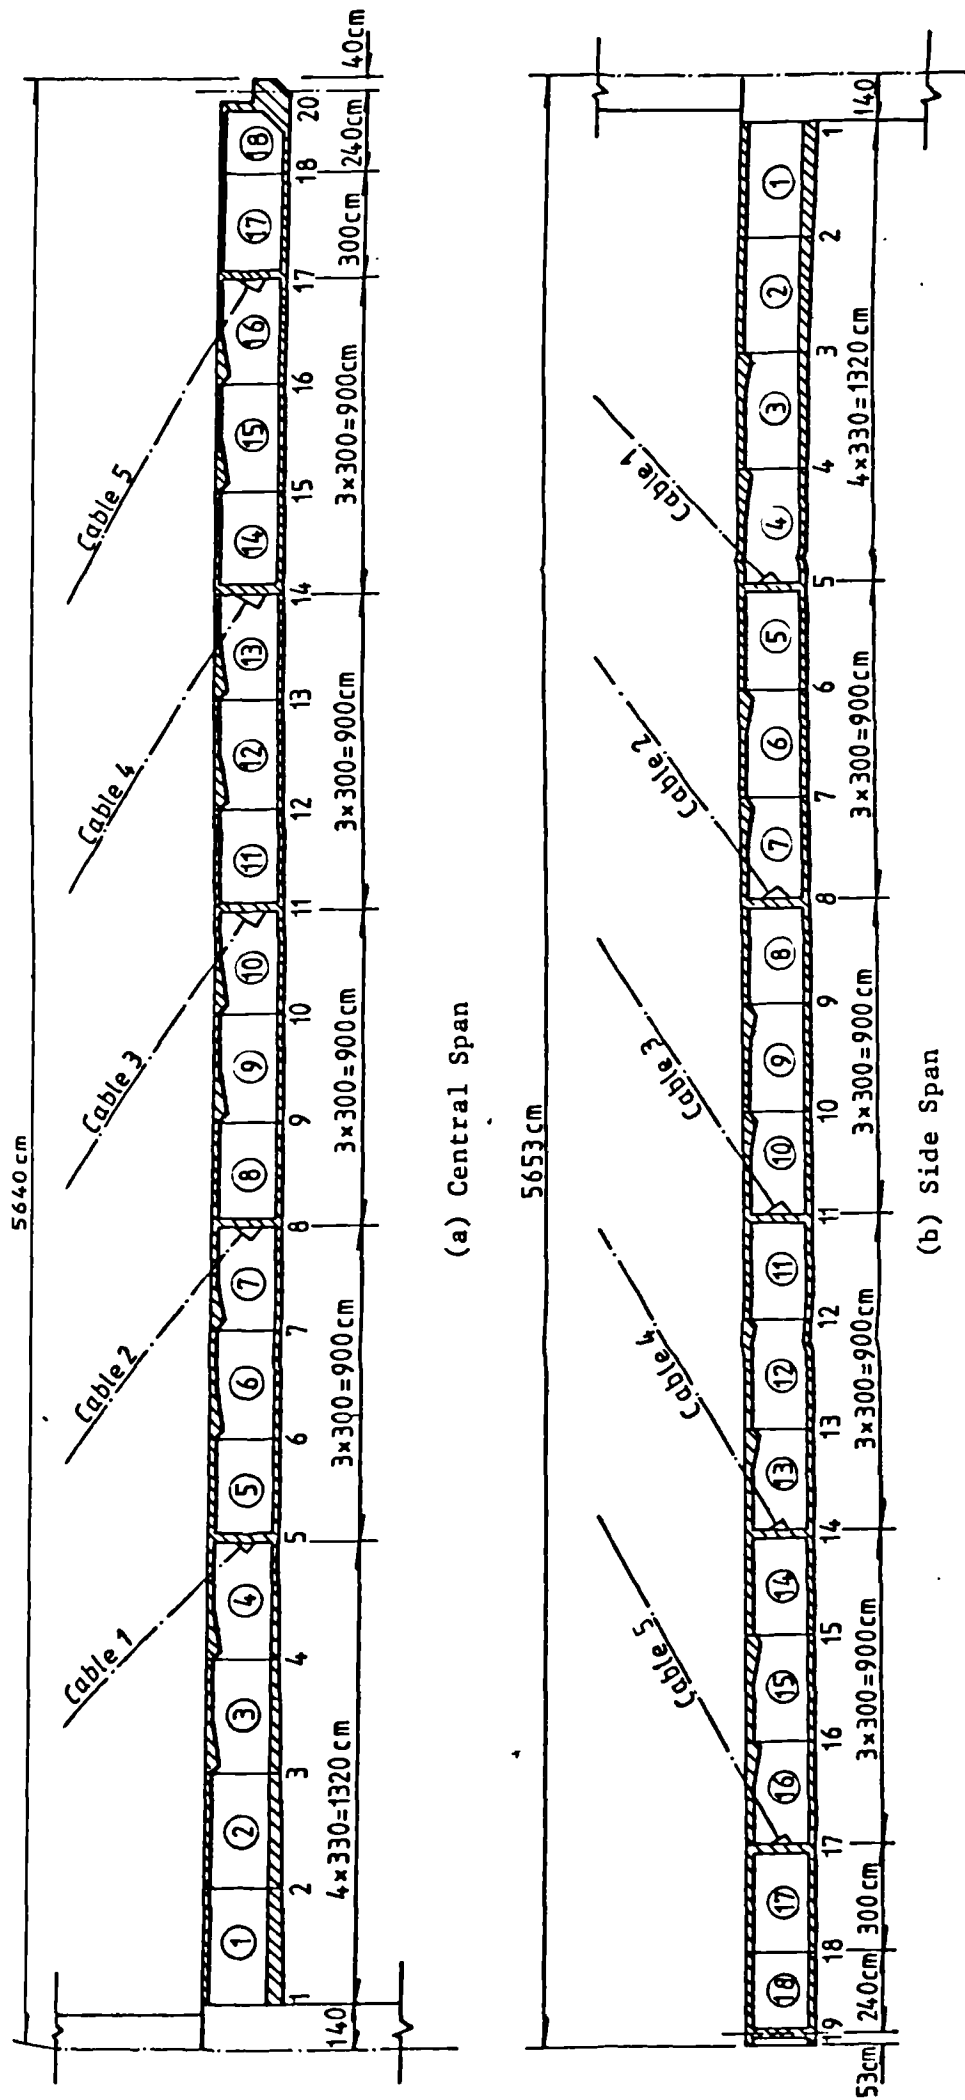 5640 cm
Cable 1
Cable 2
Cable 3
Cable 4
Cable 5
1 2 3 4 5 6 7 8 9 10 11 12 13 14 15 16 17 18
1 2 3 4 5 6 7 8 9 10 11 12 13 14 15 16 17 18 20
140
4×330=1320cm
3×300=900cm
3×300=900cm
3×300=900cm
3×300=900cm
300cm
240cm
40cm
(a) Central Span
5653cm
Cable 5
Cable 4
Cable 3
Cable 2
Cable 1
18 17 16 15 14 13 12 11 10 9 8 7 6 5 4 3 2 1
19 18 17 16 15 14 13 12 11 10 9 8 7 6 5 4 3 2 1
53cm
240cm
300cm
3×300=900cm
3×300=900cm
3×300=900cm
3×300=900cm
4×330=1320cm
140
(b) Side Span